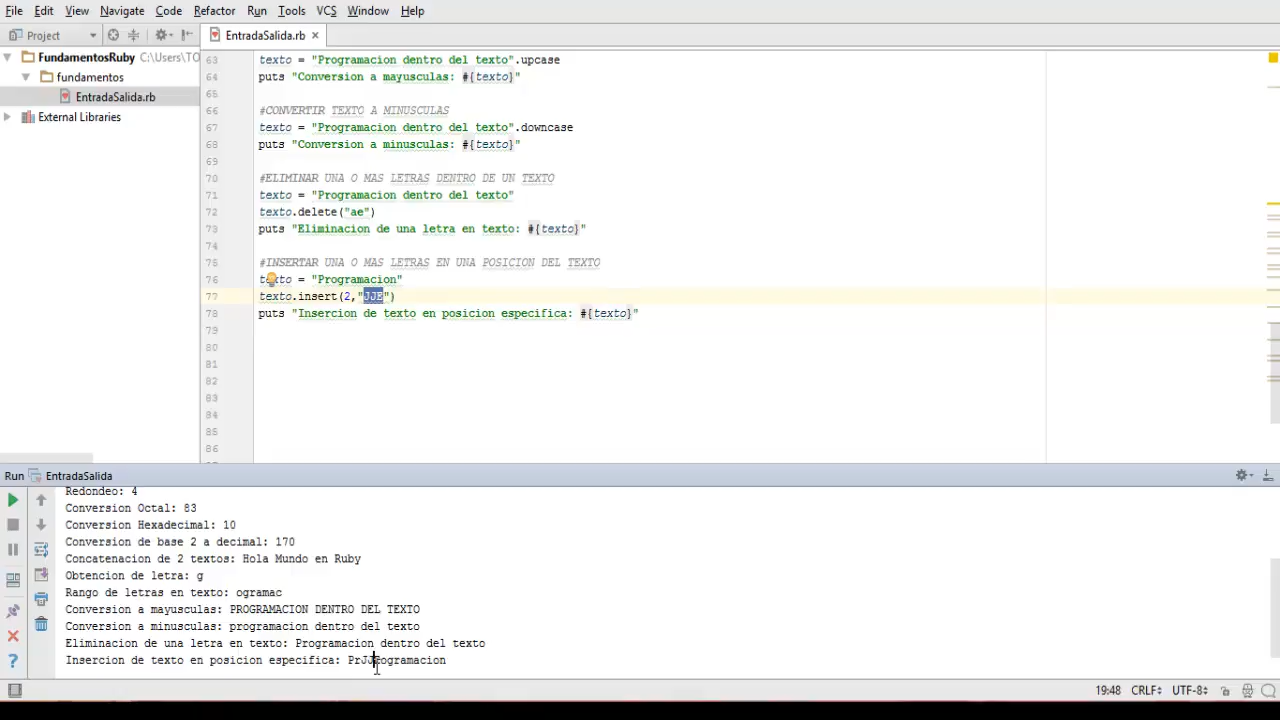 File Edit View Navigate Code Refactor Run Tools VCS Window Help
Project
EntradaSalida.rb ×
FundamentosRuby C:\Users\TO
fundamentos
EntradaSalida.rb
External Libraries
63 texto = "Programacion dentro del texto".upcase
64 puts "Conversion a mayusculas: #{texto}"
65
66 #CONVERTIR TEXTO A MINUSCULAS
67 texto = "Programacion dentro del texto".downcase
68 puts "Conversion a minusculas: #{texto}"
69
70 #ELIMINAR UNA O MAS LETRAS DENTRO DE UN TEXTO
71 texto = "Programacion dentro del texto"
72 texto.delete("ae")
73 puts "Eliminacion de una letra en texto: #{texto}"
74
75 #INSERTAR UNA O MAS LETRAS EN UNA POSICION DEL TEXTO
76 texto = "Programacion"
77 texto.insert(2,"JJE")
78 puts "Insercion de texto en posicion especifica: #{texto}"
79
80
81
82
83
84
85
86
Run EntradaSalida
Redondeo: 4
Conversion Octal: 83
Conversion Hexadecimal: 10
Conversion de base 2 a decimal: 170
Concatenacion de 2 textos: Hola Mundo en Ruby
Obtencion de letra: g
Rango de letras en texto: ogramac
Conversion a mayusculas: PROGRAMACION DENTRO DEL TEXTO
Conversion a minusculas: programacion dentro del texto
Eliminacion de una letra en texto: Programacion dentro del texto
Insercion de texto en posicion especifica: PrJJEogramacion
19:48 CRLF UTF-8